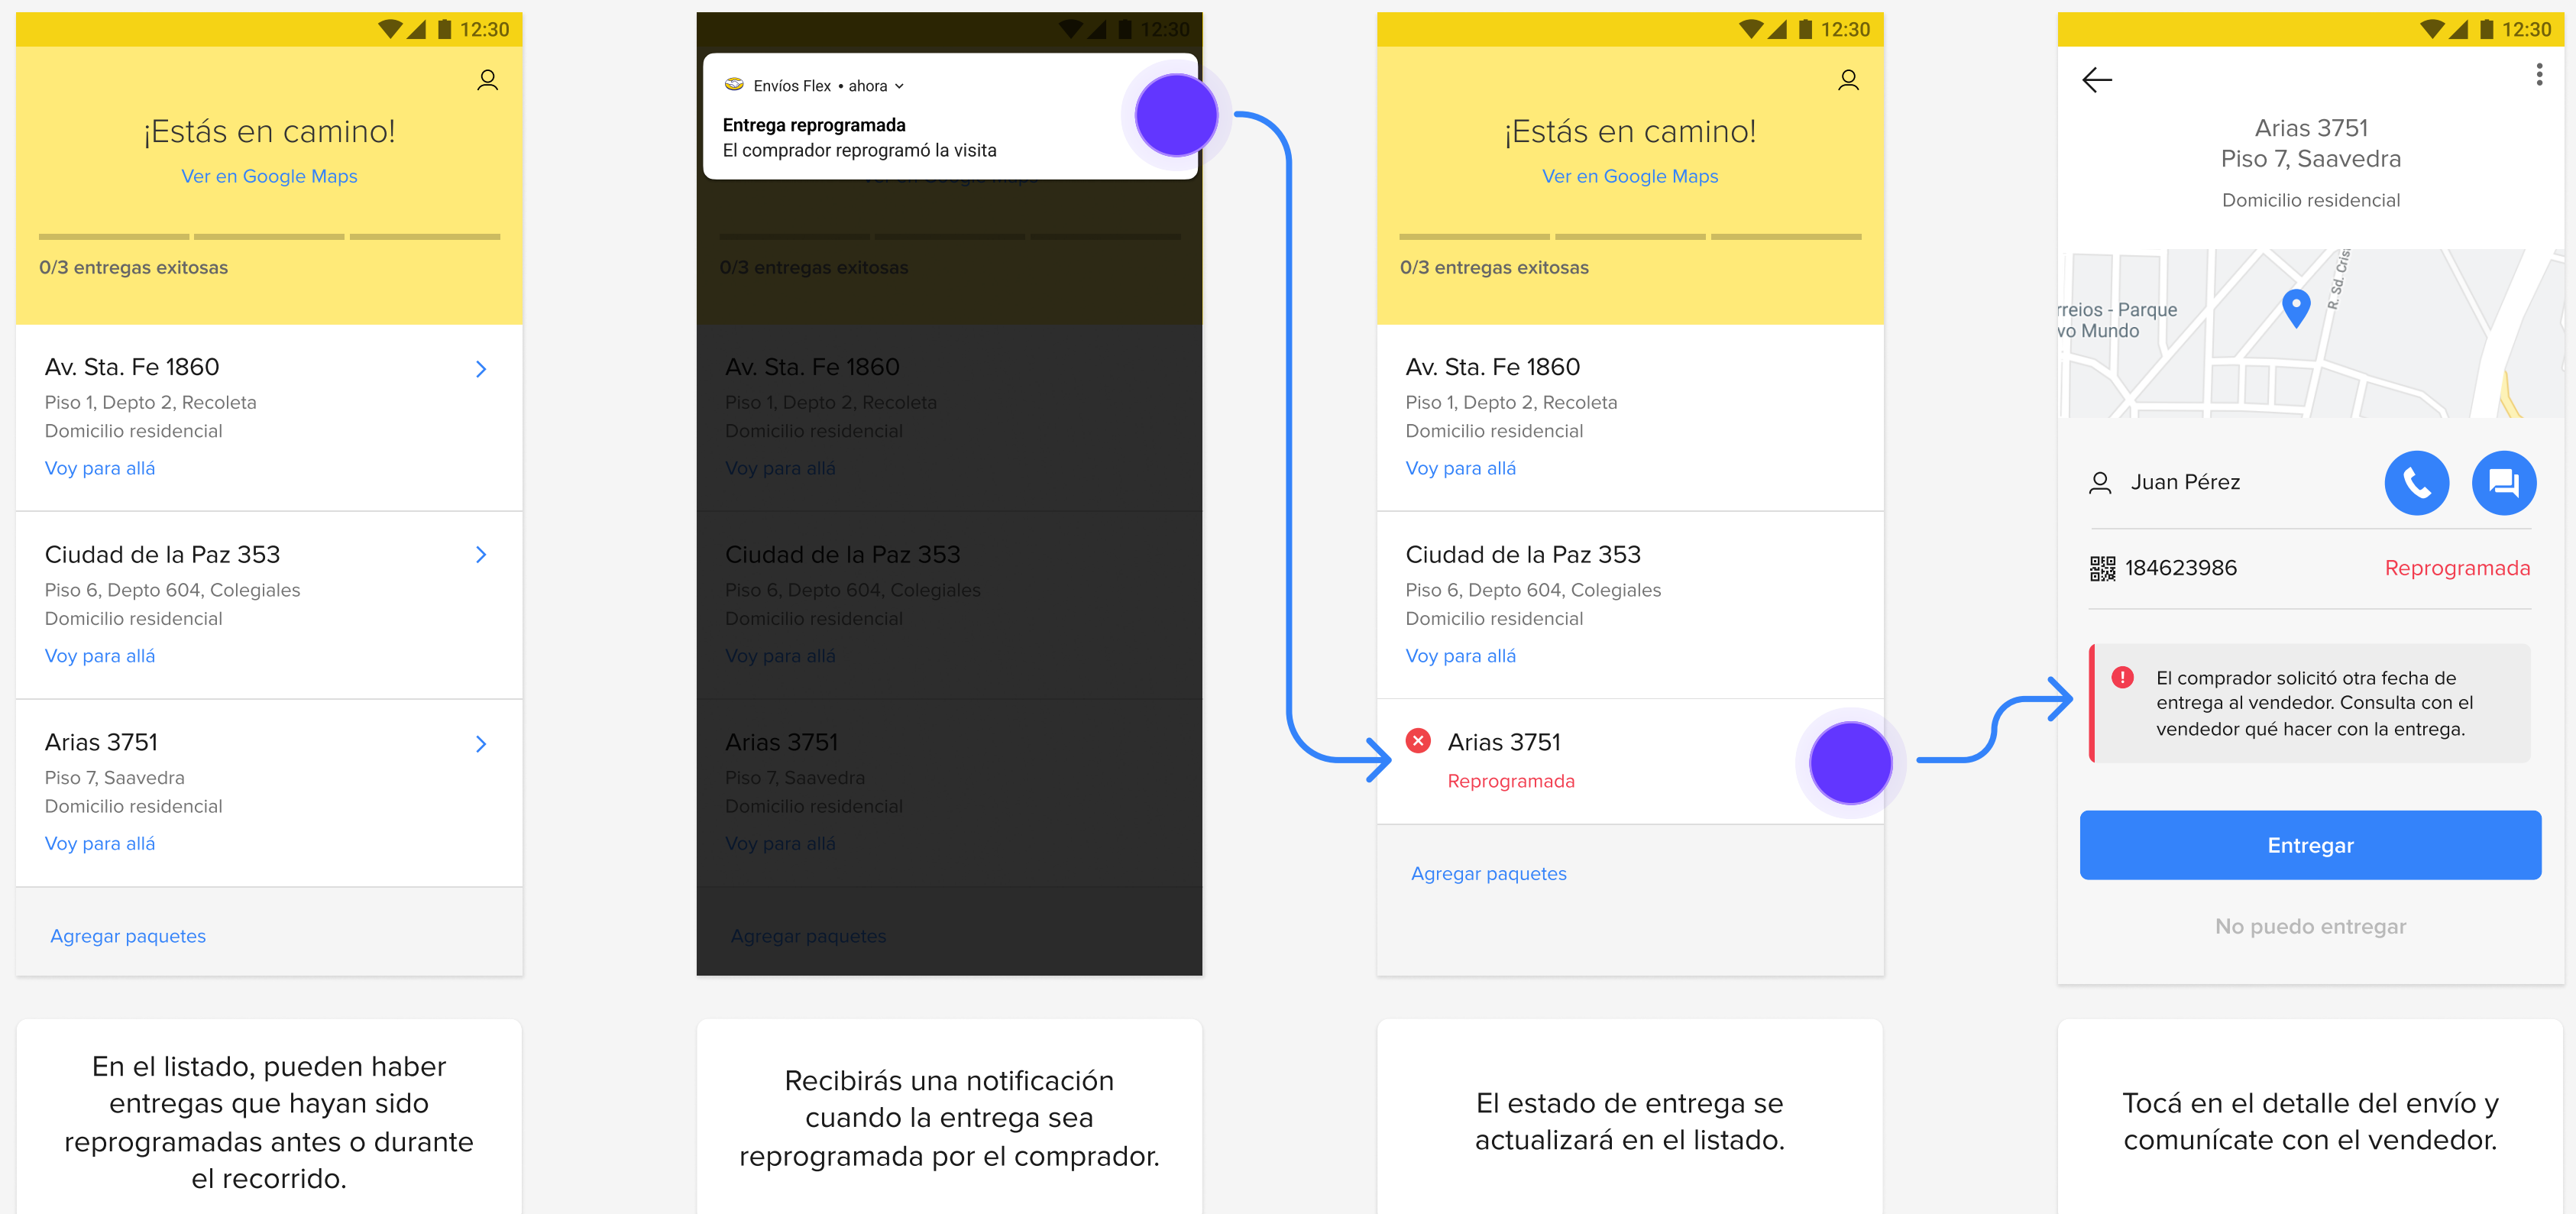 12:30
¡Estás en camino!
Ver en Google Maps
0/3 entregas exitosas
Av. Sta. Fe 1860
Piso 1, Depto 2, Recoleta
Domicilio residencial
Voy para allá
Ciudad de la Paz 353
Piso 6, Depto 604, Colegiales
Domicilio residencial
Voy para allá
Arias 3751
Piso 7, Saavedra
Domicilio residencial
Voy para allá
Agregar paquetes
En el listado, pueden haber
entregas que hayan sido
reprogramadas antes o durante
el recorrido.
12:30
Envíos Flex • ahora
Entrega reprogramada
El comprador reprogramó la visita
Ver en Google Maps
0/3 entregas exitosas
Av. Sta. Fe 1860
Piso 1, Depto 2, Recoleta
Domicilio residencial
Voy para allá
Ciudad de la Paz 353
Piso 6, Depto 604, Colegiales
Domicilio residencial
Voy para allá
Arias 3751
Piso 7, Saavedra
Domicilio residencial
Voy para allá
Agregar paquetes
Recibirás una notificación
cuando la entrega sea
reprogramada por el comprador.
12:30
¡Estás en camino!
Ver en Google Maps
0/3 entregas exitosas
Av. Sta. Fe 1860
Piso 1, Depto 2, Recoleta
Domicilio residencial
Voy para allá
Ciudad de la Paz 353
Piso 6, Depto 604, Colegiales
Domicilio residencial
Voy para allá
Arias 3751
Reprogramada
Agregar paquetes
El estado de entrega se
actualizará en el listado.
12:30
Arias 3751
Piso 7, Saavedra
Domicilio residencial
R. Sd. Cris
rreios - Parque
vo Mundo
Juan Pérez
184623986 Reprogramada
El comprador solicitó otra fecha de
entrega al vendedor. Consulta con el
vendedor qué hacer con la entrega.
Entregar
No puedo entregar
Tocá en el detalle del envío y
comunícate con el vendedor.